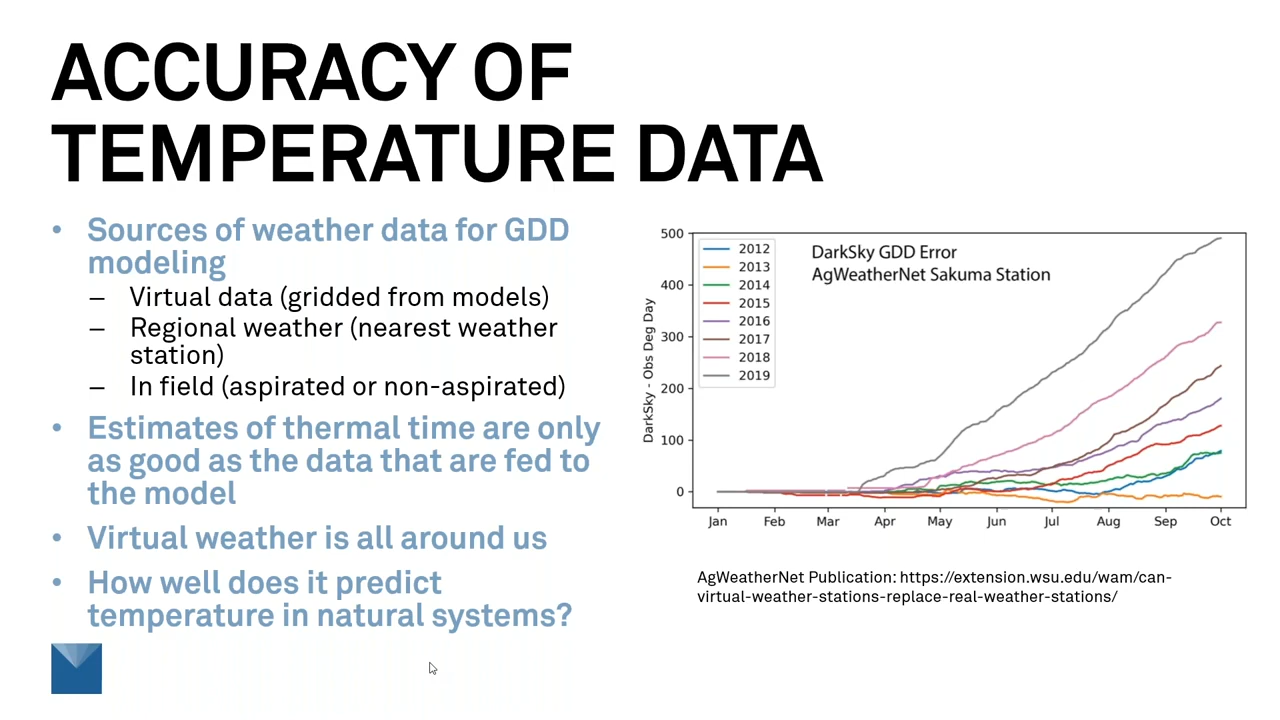 ACCURACY OF
TEMPERATURE DATA
• Sources of weather data for GDD
modeling
– Virtual data (gridded from models)
– Regional weather (nearest weather
station)
– In field (aspirated or non-aspirated)
• Estimates of thermal time are only
as good as the data that are fed to
the model
• Virtual weather is all around us
• How well does it predict
temperature in natural systems?
DarkSky GDD Error
AgWeatherNet Sakuma Station
2012
2013
2014
2015
2016
2017
2018
2019
DarkSky - Obs Deg Day
500
400
300
200
100
0
Jan Feb Mar Apr May Jun Jul Aug Sep Oct
AgWeatherNet Publication: https://extension.wsu.edu/wam/can-
virtual-weather-stations-replace-real-weather-stations/